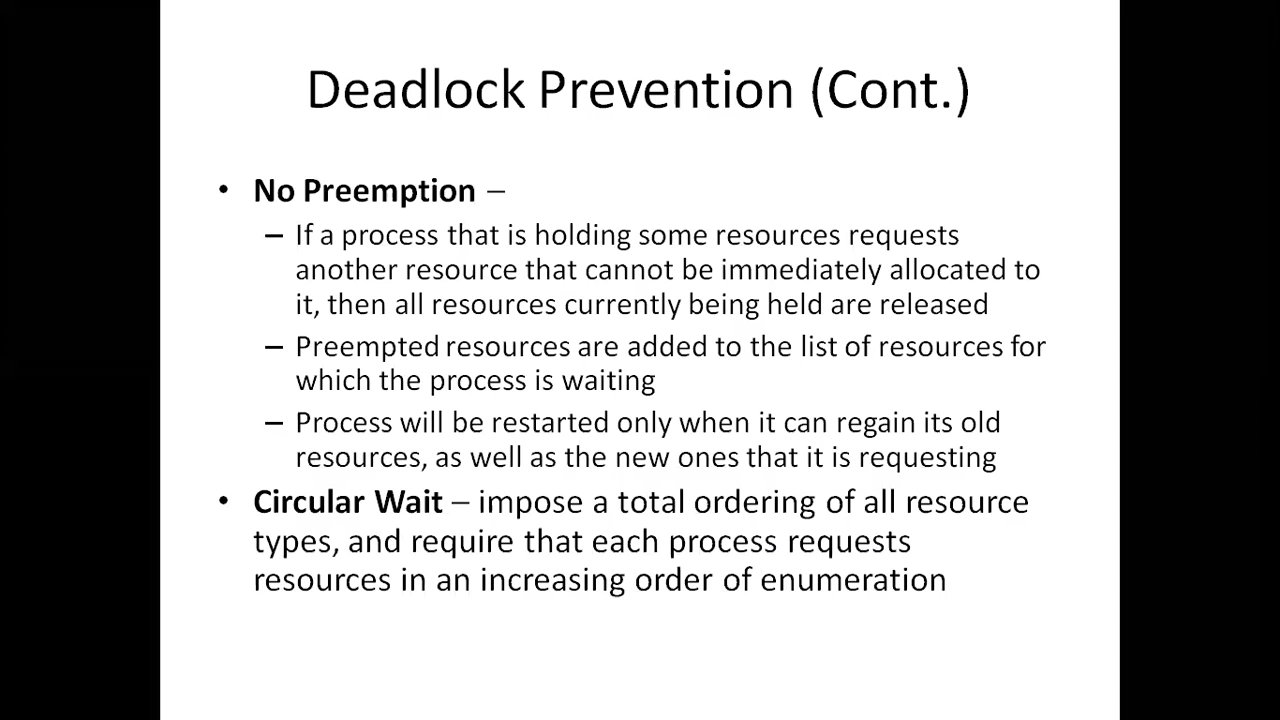 Deadlock Prevention (Cont.)
• No Preemption –
– If a process that is holding some resources requests
another resource that cannot be immediately allocated to
it, then all resources currently being held are released
– Preempted resources are added to the list of resources for
which the process is waiting
– Process will be restarted only when it can regain its old
resources, as well as the new ones that it is requesting
• Circular Wait – impose a total ordering of all resource
types, and require that each process requests
resources in an increasing order of enumeration